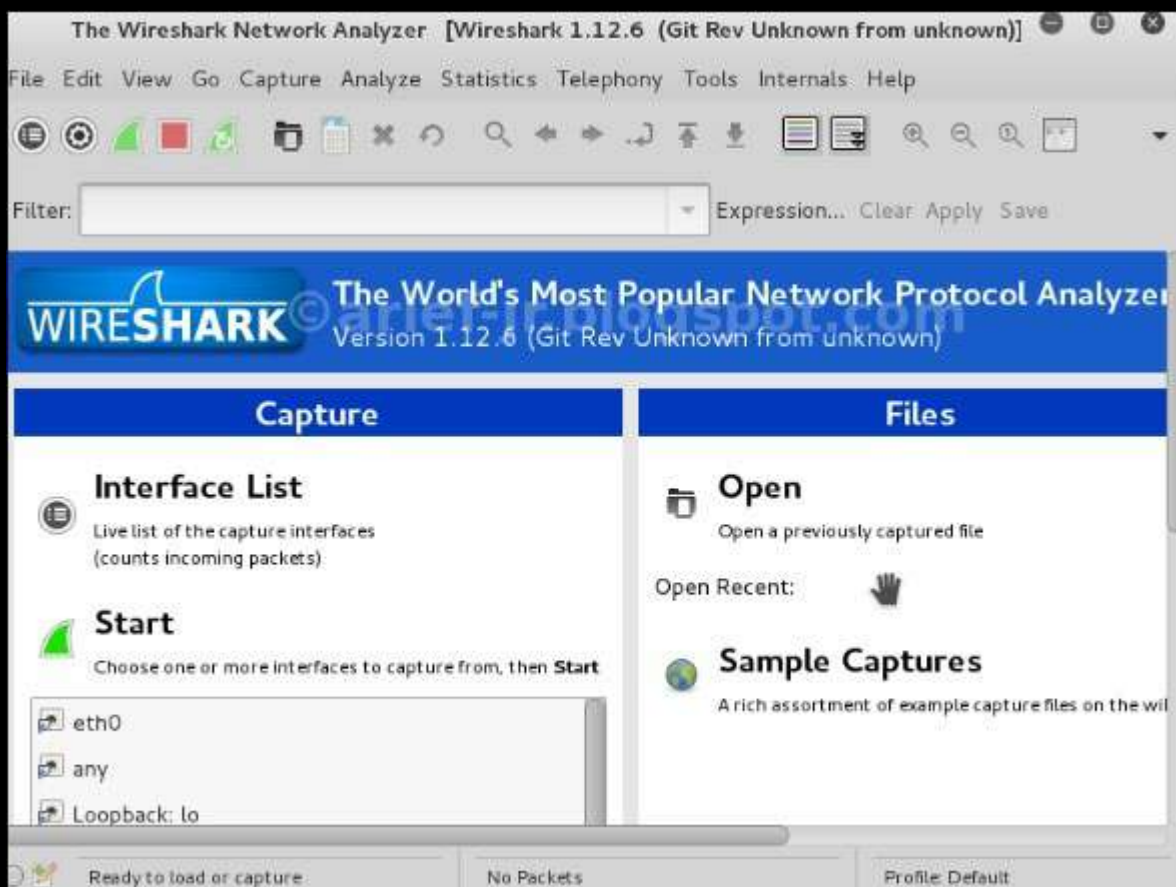 The Wireshark Network Analyzer [Wireshark 1.12.6 (Git Rev Unknown from unknown)]
File Edit View Go Capture Analyze Statistics Telephony Tools Internals Help
Filter: Expression... Clear Apply Save
WIRESHARK
The World's Most Popular Network Protocol Analyzer
Version 1.12.6 (Git Rev Unknown from unknown)
Capture
Interface List
Live list of the capture interfaces
(counts incoming packets)
Start
Choose one or more interfaces to capture from, then Start
eth0
any
Loopback: lo
Files
Open
Open a previously captured file
Open Recent:
Sample Captures
A rich assortment of example capture files on the wi
Ready to load or capture No Packets Profile: Default